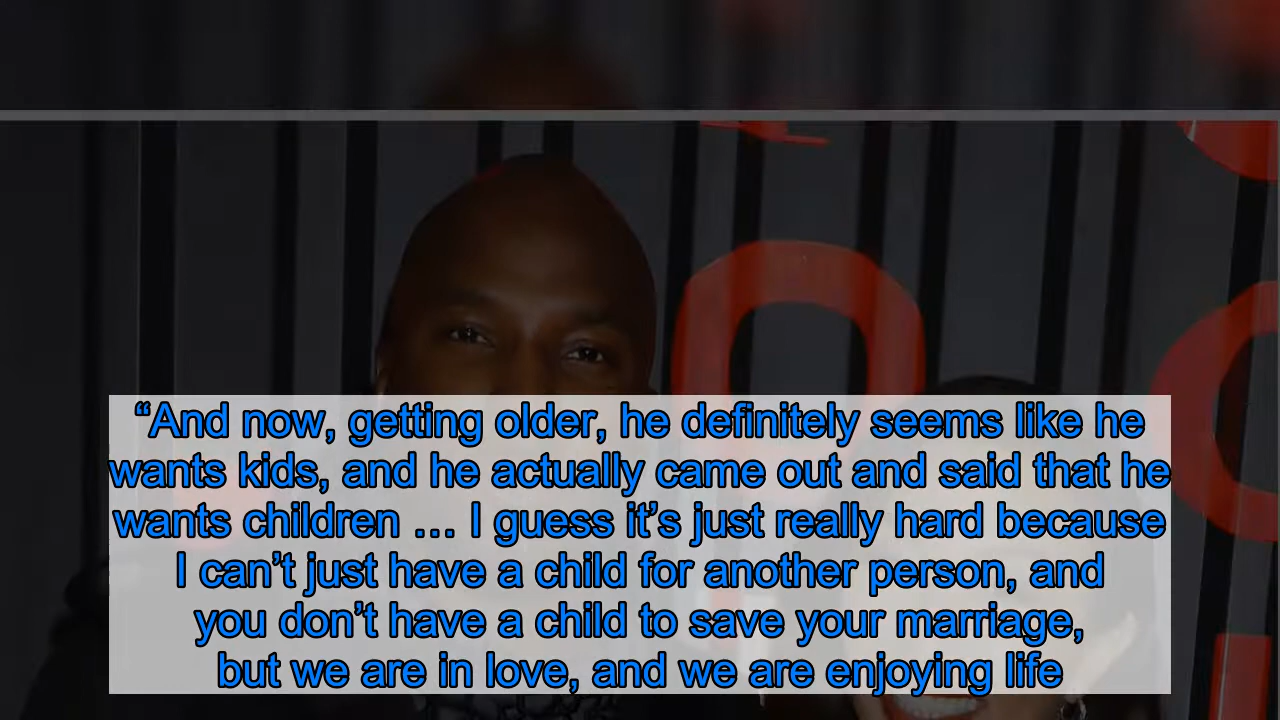 “And now, getting older, he definitely seems like he
wants kids, and he actually came out and said that he
wants children … I guess it’s just really hard because
I can’t just have a child for another person, and
you don’t have a child to save your marriage,
but we are in love, and we are enjoying life